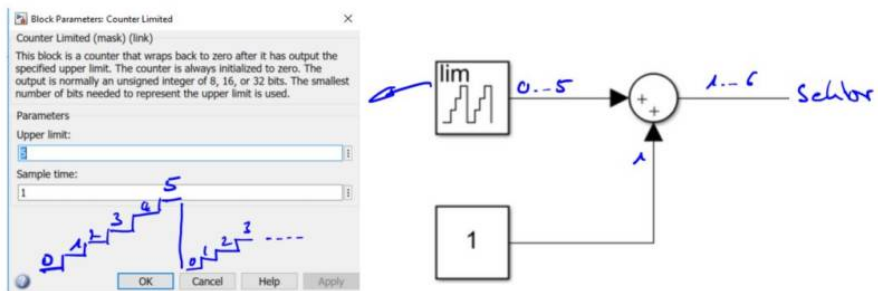 Block Parameters: Counter Limited
Counter Limited (mask) (link)
This block is a counter that wraps back to zero after it has output the
specified upper limit. The counter is always initialized to zero. The
output is normally an unsigned integer of 8, 16, or 32 bits. The smallest
number of bits needed to represent the upper limit is used.
Parameters
Upper limit:
5
Sample time:
1
0 1 2 3 4 5
0 1 2 3 ----
OK Cancel Help Apply
lim
0..5
+
+
1..6
1
1